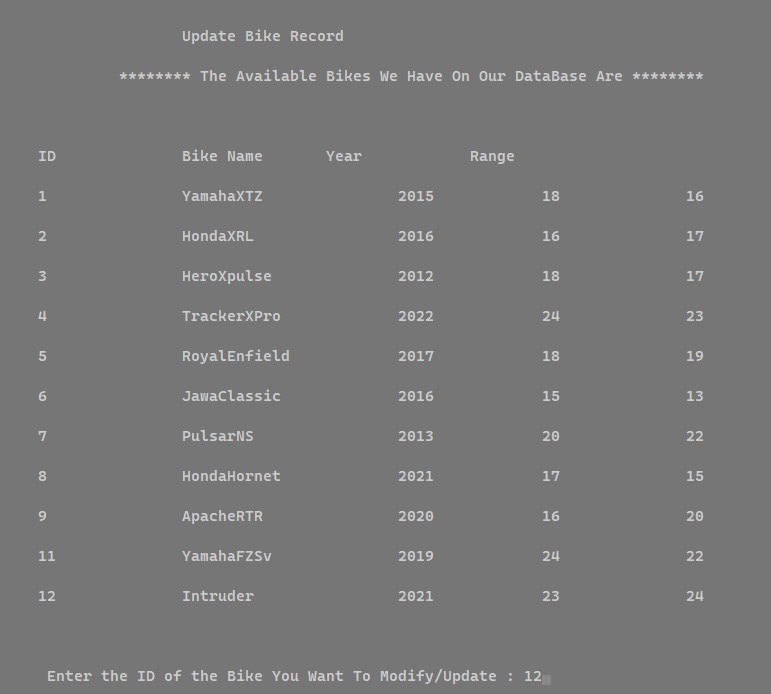 Update Bike Record
******** The Available Bikes We Have On Our DataBase Are ********
ID Bike Name Year Range
1 YamahaXTZ 2015 18 16
2 HondaXRL 2016 16 17
3 HeroXpulse 2012 18 17
4 TrackerXPro 2022 24 23
5 RoyalEnfield 2017 18 19
6 JawaClassic 2016 15 13
7 PulsarNS 2013 20 22
8 HondaHornet 2021 17 15
9 ApacheRTR 2020 16 20
11 YamahaFZSv 2019 24 22
12 Intruder 2021 23 24
Enter the ID of the Bike You Want To Modify/Update : 12